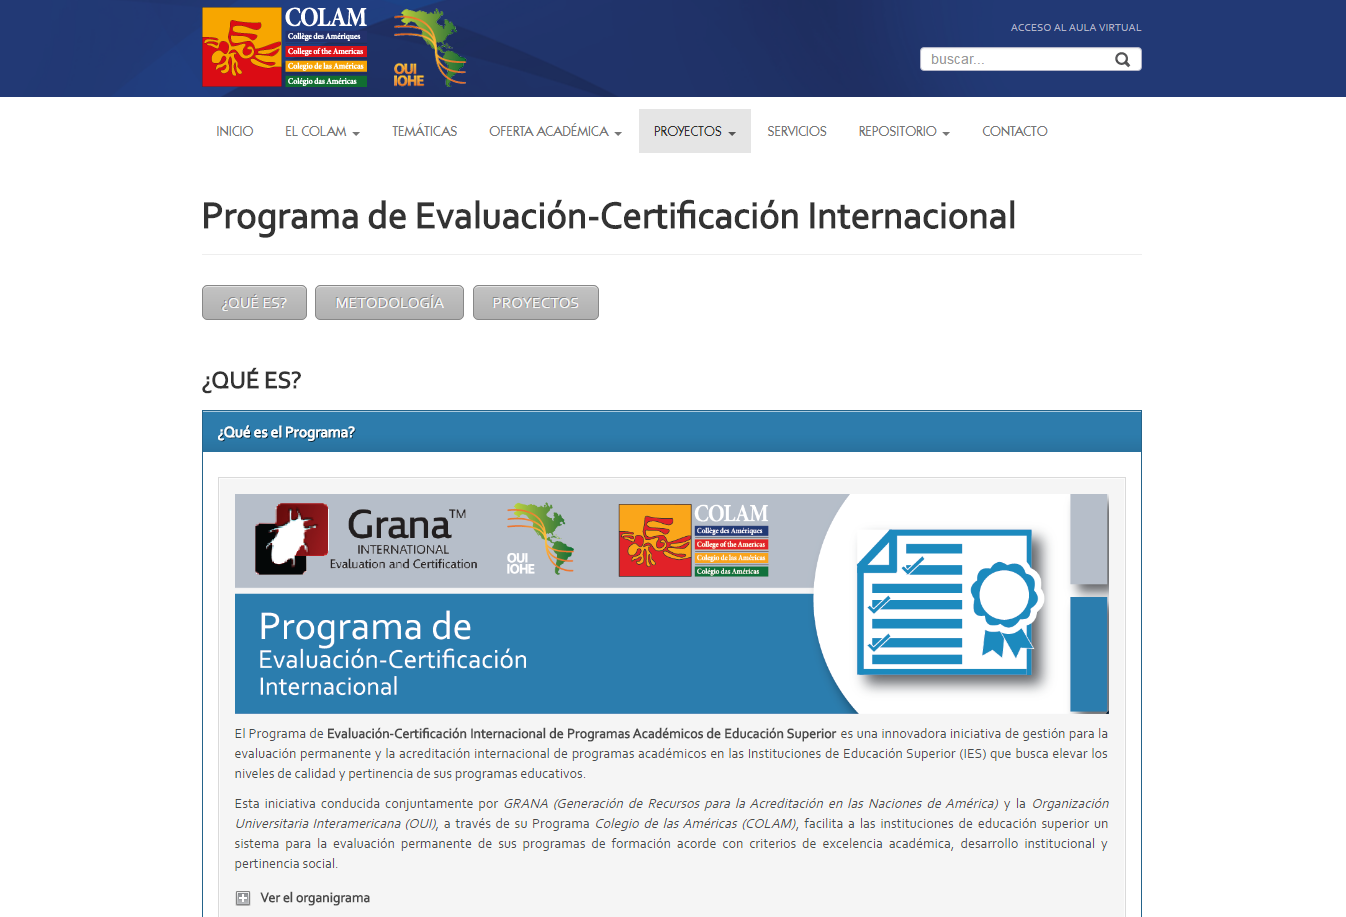 COLAM
Collège des Amériques
College of the Americas
Colegio de las Américas
Colégio das Américas
OUI
IOHE
ACCESO AL AULA VIRTUAL
buscar...
INICIO
EL COLAM
TEMÁTICAS
OFERTA ACADÉMICA
PROYECTOS
SERVICIOS
REPOSITORIO
CONTACTO
Programa de Evaluación-Certificación Internacional
¿QUÉ ES?
METODOLOGÍA
PROYECTOS
¿QUÉ ES?
¿Qué es el Programa?
Grana™
INTERNATIONAL
Evaluation and Certification
OUI
IOHE
COLAM
Collège des Amériques
College of the Americas
Colegio de las Américas
Colégio das Américas
Programa de
Evaluación-Certificación
Internacional
El Programa de Evaluación-Certificación Internacional de Programas Académicos de Educación Superior es una innovadora iniciativa de gestión para la
evaluación permanente y la acreditación internacional de programas académicos en las Instituciones de Educación Superior (IES) que busca elevar los
niveles de calidad y pertinencia de sus programas educativos.
Esta iniciativa conducida conjuntamente por GRANA (Generación de Recursos para la Acreditación en las Naciones de América) y la Organización
Universitaria Interamericana (OUI), a través de su Programa Colegio de las Américas (COLAM), facilita a las instituciones de educación superior un
sistema para la evaluación permanente de sus programas de formación acorde con criterios de excelencia académica, desarrollo institucional y
pertinencia social.
Ver el organigrama